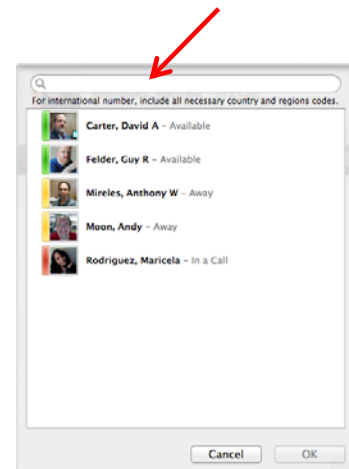 For international number, include all necessary country and regions codes.
Carter, David A – Available
Felder, Guy R – Available
Mireles, Anthony W – Away
Moon, Andy – Away
Rodriguez, Maricela – In a Call
Cancel OK